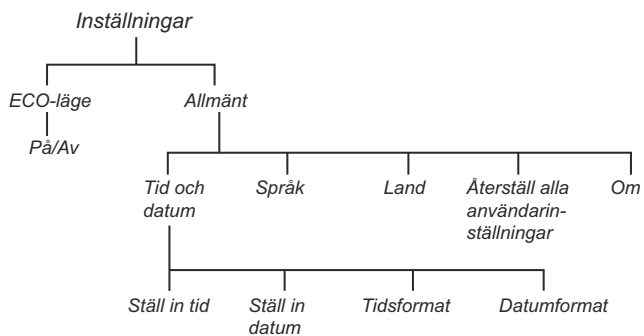 Inställningar
ECO-läge
Allmänt
På/Av
Tid och
datum
Språk
Land
Återställ alla
användarin-
ställningar
Om
Ställ in tid
Ställ in
datum
Tidsformat
Datumformat